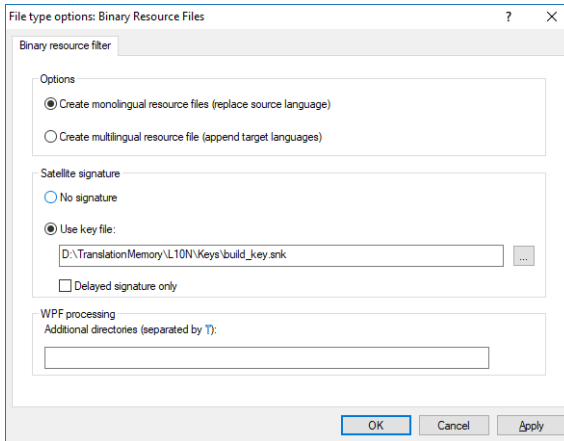 File type options: Binary Resource Files
Binary resource filter
Options
Create monolingual resource files (replace source language)
Create multilingual resource file (append target languages)
Satellite signature
No signature
Use key file:
D:\TranslationMemory\L10N\Keys\build_key.snk
...
Delayed signature only
WPF processing
Additional directories (separated by '|'):
OK
Cancel
Apply